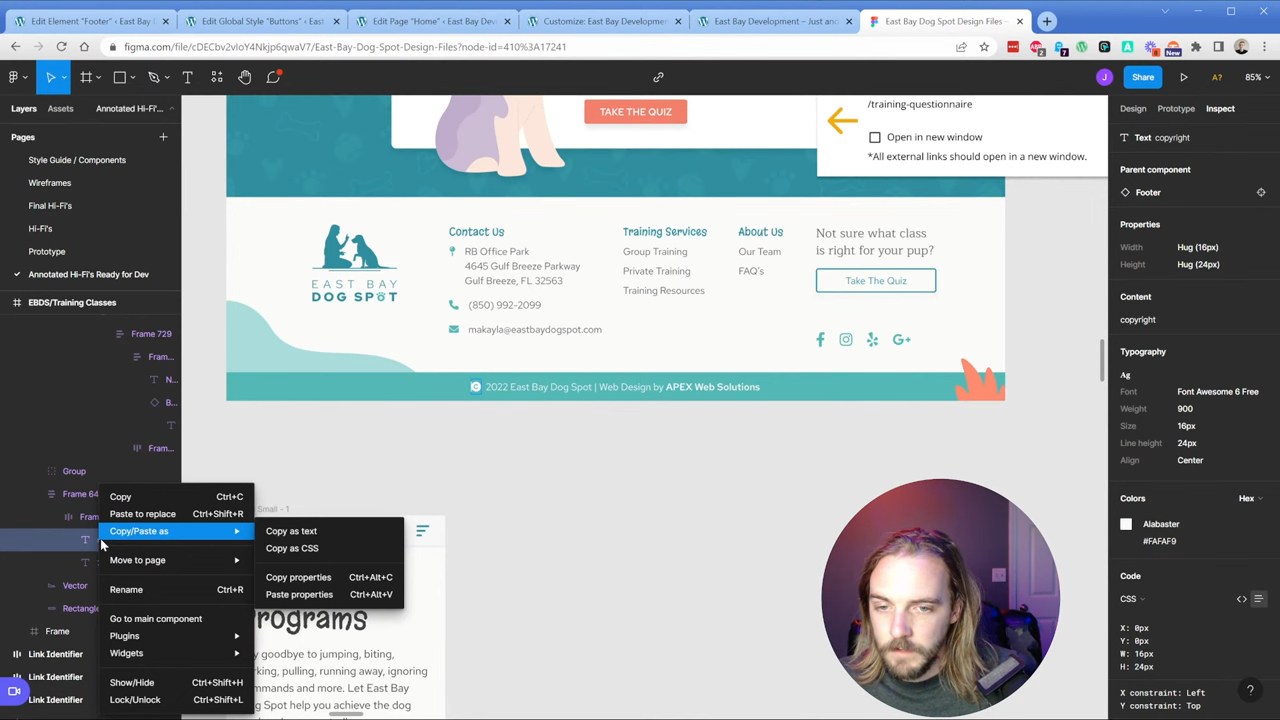 Edit "Footer" ‹ East Bay
Edit Global Style "Buttons" ‹ East
Edit Page "Home" ‹ East Bay Dev
Customize: East Bay Developmen
East Bay Development – Just ano
East Bay Dog Spot Design Files –
figma.com/file/cDECbv2vIoY4Nkjp6qwaV7/East-Bay-Dog-Spot-Design-Files?node-id=410%3A17241
2
7
New
J
Share
A?
85%
Layers
Assets
Annotated Hi-Fi'...
Design
Prototype
Inspect
Pages
Style Guide / Components
Wireframes
Final Hi-Fi's
Hi-Fi's
Prototype
Annotated Hi-Fi's Ready for Dev
EBDS/Training Classes
Frame 729
Fram...
N...
B...
T
Fram...
Group
Frame 64
Fram
Vector
Rectangle
Frame
Link Identifier
Link Identifier
Link Identifier
Copy Ctrl+C
Paste to replace Ctrl+Shift+R
Copy/Paste as
Move to page
Rename Ctrl+R
Go to main component
Plugins
Widgets
Show/Hide Ctrl+Shift+H
Lock/Unlock Ctrl+Shift+L
Copy as text
Copy as CSS
Copy properties Ctrl+Alt+C
Paste properties Ctrl+Alt+V
TAKE THE QUIZ
/training-questionnaire
Open in new window
*All external links should open in a new window.
EAST BAY
DOG SPOT
Contact Us
RB Office Park
4645 Gulf Breeze Parkway
Gulf Breeze, FL 32563
(850) 992-2099
makayla@eastbaydogspot.com
Training Services
Group Training
Private Training
Training Resources
About Us
Our Team
FAQ's
Not sure what class
is right for your pup?
Take The Quiz
© 2022 East Bay Dog Spot | Web Design by APEX Web Solutions
Small - 1
Programs
y goodbye to jumping, biting,
rking, pulling, running away, ignoring
mmands and more. Let East Bay
g Spot help you achieve the dog
Text copyright
Parent component
Footer
Properties
Width Hug (16px)
Height Hug (24px)
Content
copyright
Typography
Ag
Font Font Awesome 6 Free
Weight 900
Size 16px
Line height 24px
Align Center
Colors
Hex
Alabaster
#FAFAF9
Code
CSS
X: 0px
Y: 0px
W: 16px
H: 24px
X constraint: Left
Y constraint: Top
?